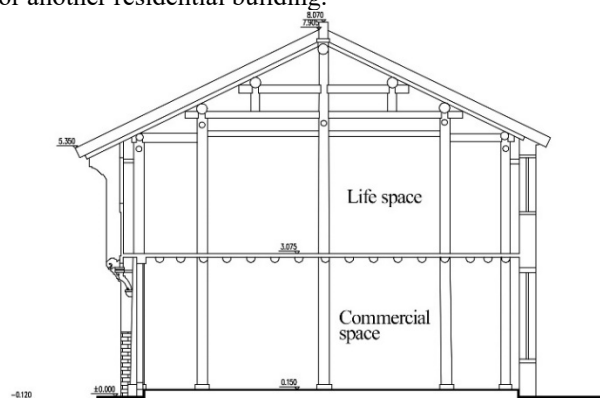 or another residential building.
8.070
7.905
5.350
Life space
3.075
Commercial
space
0.150
±0.000
-0.120